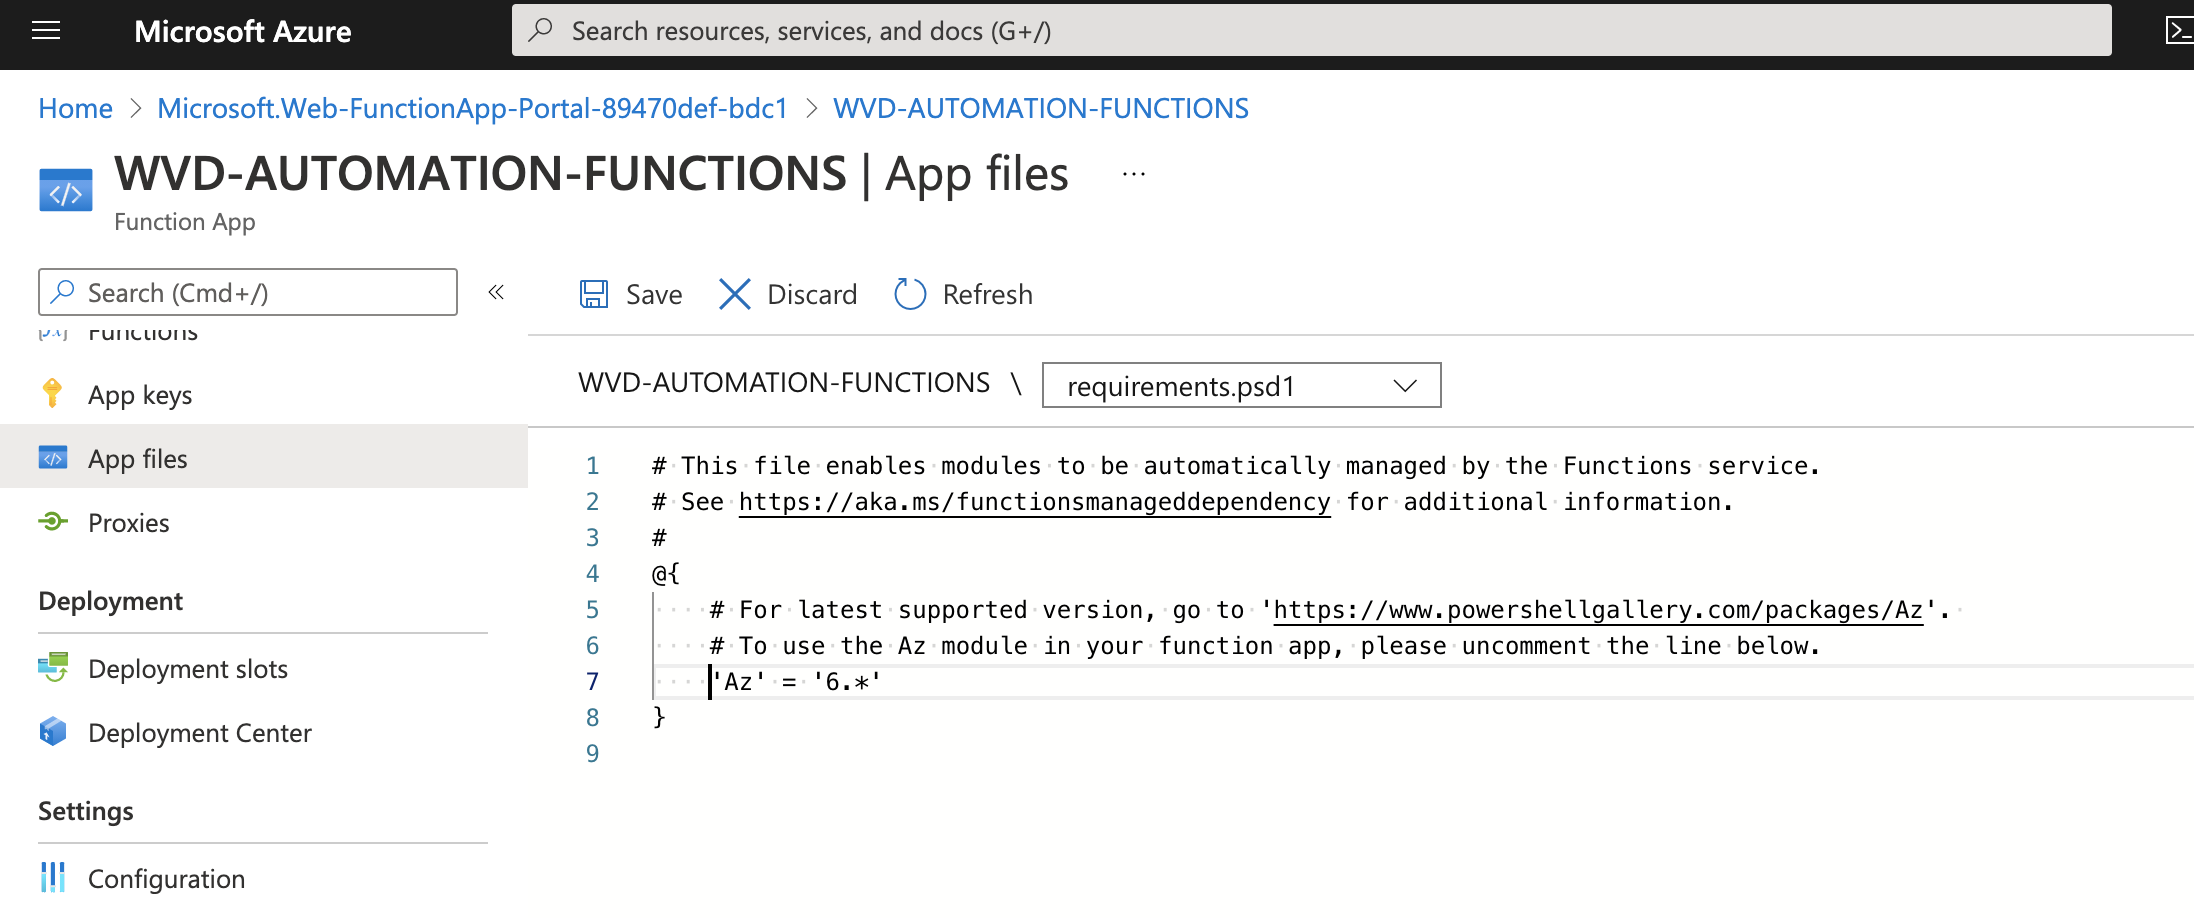 Microsoft Azure
Search resources, services, and docs (G+/)
Home > Microsoft.Web-FunctionApp-Portal-89470def-bdc1 > WVD-AUTOMATION-FUNCTIONS
WVD-AUTOMATION-FUNCTIONS | App files ...
Function App
Search (Cmd+/)
«
Save
Discard
Refresh
Functions
App keys
App files
Proxies
Deployment
Deployment slots
Deployment Center
Settings
Configuration
WVD-AUTOMATION-FUNCTIONS \ requirements.psd1
1 # This file enables modules to be automatically managed by the Functions service.
2 # See https://aka.ms/functionsmanageddependency for additional information.
3 #
4 @{
5 # For latest supported version, go to 'https://www.powershellgallery.com/packages/Az'.
6 # To use the Az module in your function app, please uncomment the line below.
7 'Az' = '6.*'
8 }
9